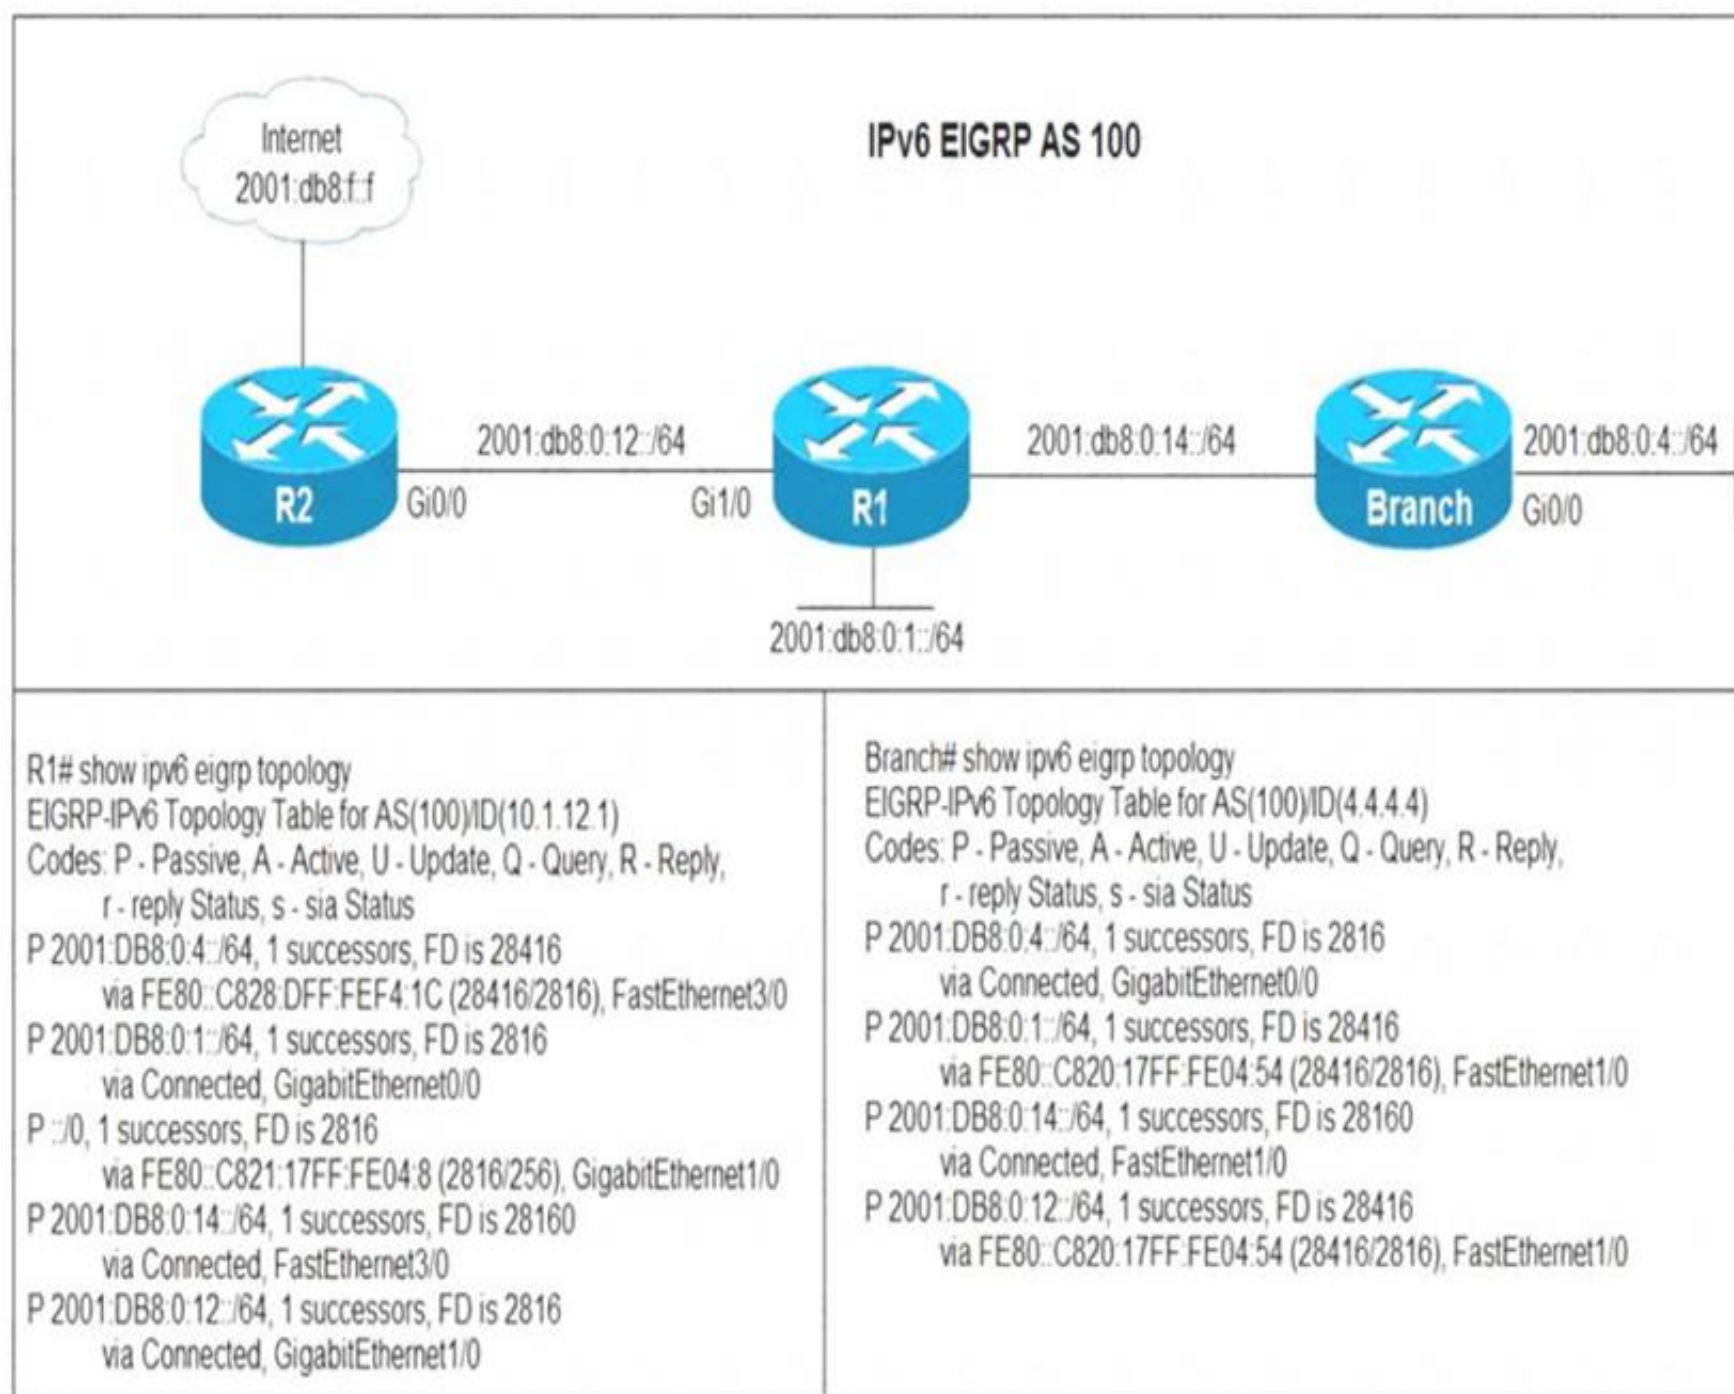 Internet
2001:db8:f::f
IPv6 EIGRP AS 100
2001:db8:0:12::/64
2001:db8:0:14::/64
2001:db8:0:4::/64
R2
Gi0/0
Gi1/0
R1
Branch
Gi0/0
2001:db8:0:1::/64
R1# show ipv6 eigrp topology
EIGRP-IPv6 Topology Table for AS(100)/ID(10.1.12.1)
Codes: P - Passive, A - Active, U - Update, Q - Query, R - Reply,
r - reply Status, s - sia Status
P 2001:DB8:0:4::/64, 1 successors, FD is 28416
via FE80::C828:DFF:FEF4:1C (28416/2816), FastEthernet3/0
P 2001:DB8:0:1::/64, 1 successors, FD is 2816
via Connected, GigabitEthernet0/0
P ::/0, 1 successors, FD is 2816
via FE80::C821:17FF:FE04:8 (2816/256), GigabitEthernet1/0
P 2001:DB8:0:14::/64, 1 successors, FD is 28160
via Connected, FastEthernet3/0
P 2001:DB8:0:12::/64, 1 successors, FD is 2816
via Connected, GigabitEthernet1/0
Branch# show ipv6 eigrp topology
EIGRP-IPv6 Topology Table for AS(100)/ID(4.4.4.4)
Codes: P - Passive, A - Active, U - Update, Q - Query, R - Reply,
r - reply Status, s - sia Status
P 2001:DB8:0:4::/64, 1 successors, FD is 2816
via Connected, GigabitEthernet0/0
P 2001:DB8:0:1::/64, 1 successors, FD is 28416
via FE80::C820:17FF:FE04:54 (28416/2816), FastEthernet1/0
P 2001:DB8:0:14::/64, 1 successors, FD is 28160
via Connected, FastEthernet1/0
P 2001:DB8:0:12::/64, 1 successors, FD is 28416
via FE80::C820:17FF:FE04:54 (28416/2816), FastEthernet1/0